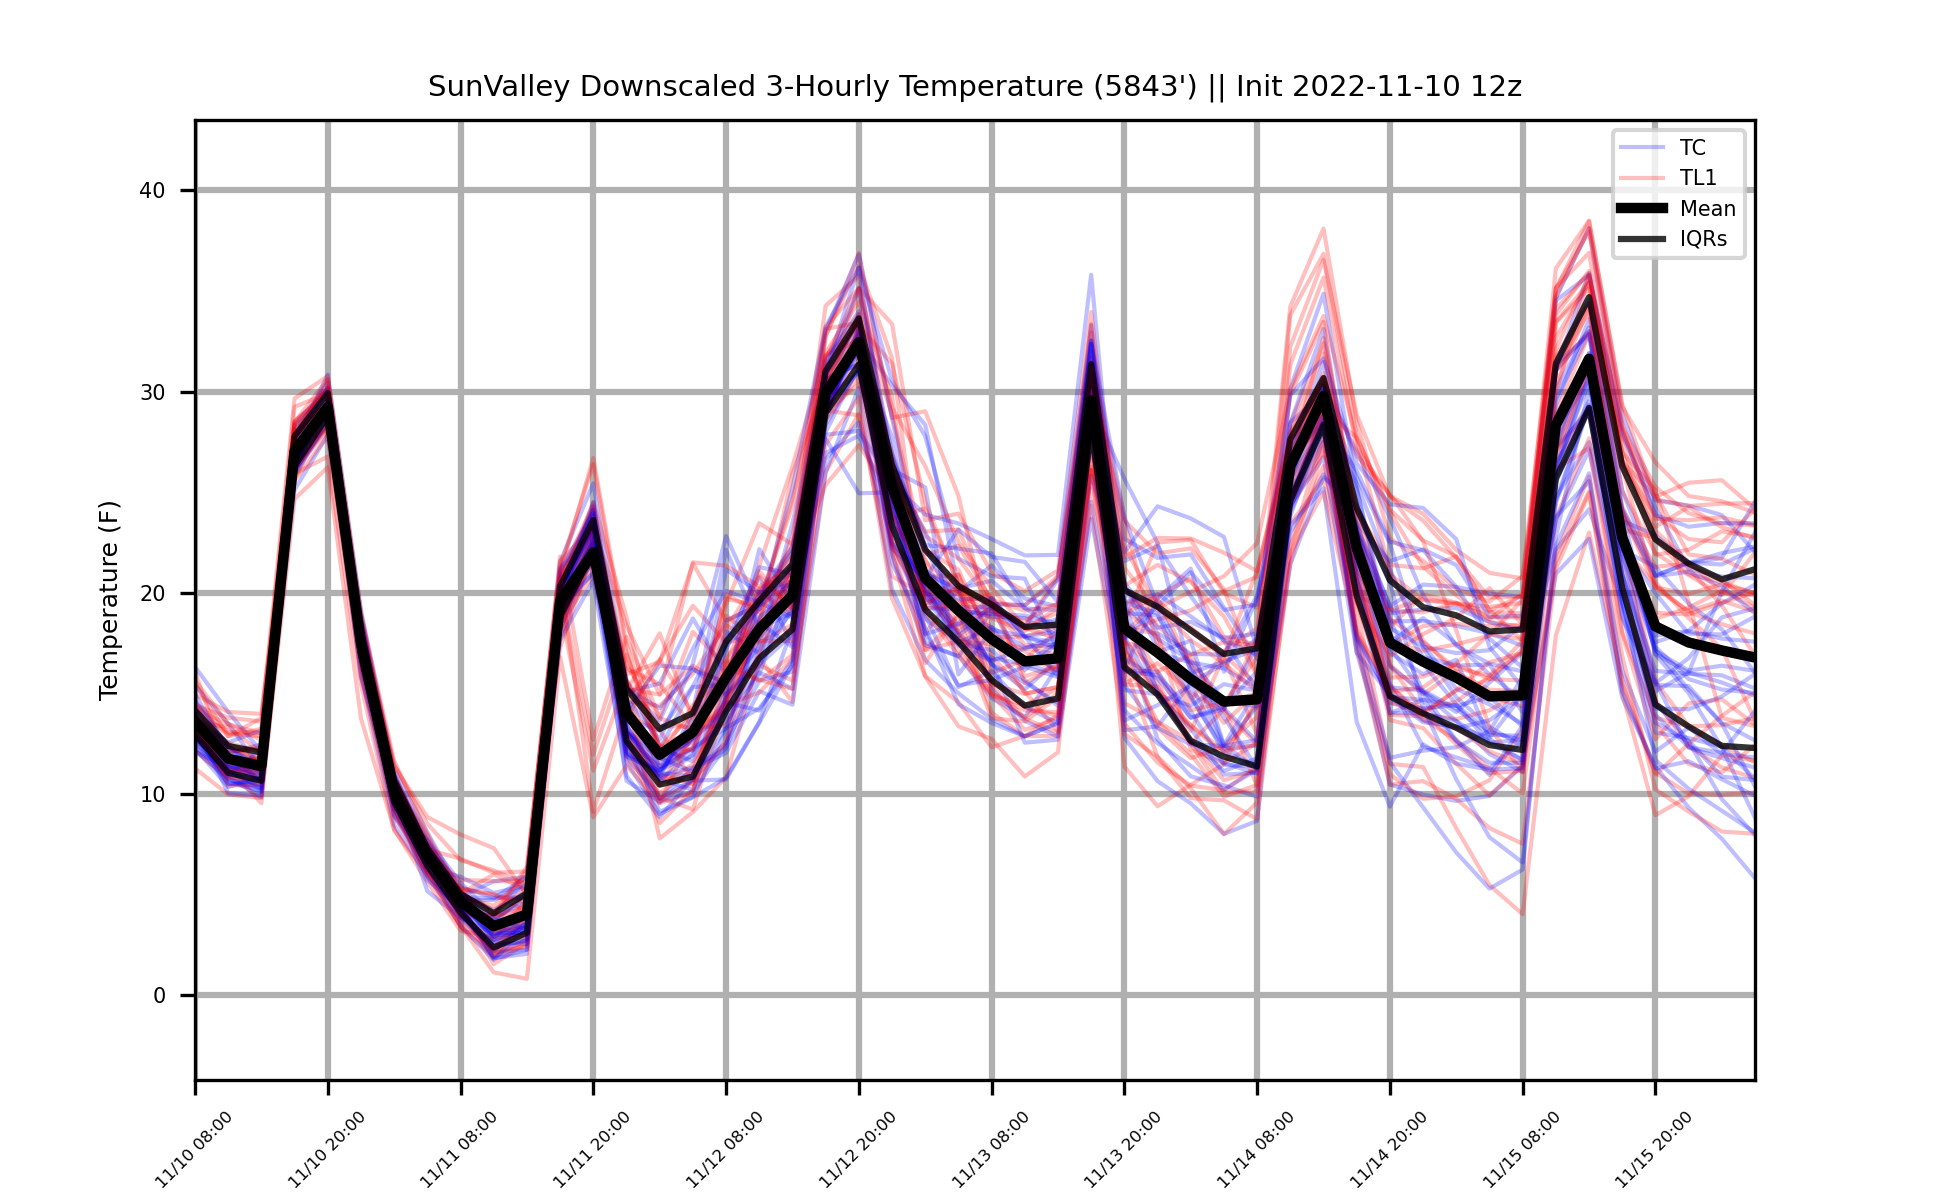 SunValley Downscaled 3-Hourly Temperature (5843') || Init 2022-11-10 12z
TC
TL1
Mean
IQRs
Temperature (F)
40
30
20
10
0
11/10 08:00
11/10 20:00
11/11 08:00
11/11 20:00
11/12 08:00
11/12 20:00
11/13 08:00
11/13 20:00
11/14 08:00
11/14 20:00
11/15 08:00
11/15 20:00